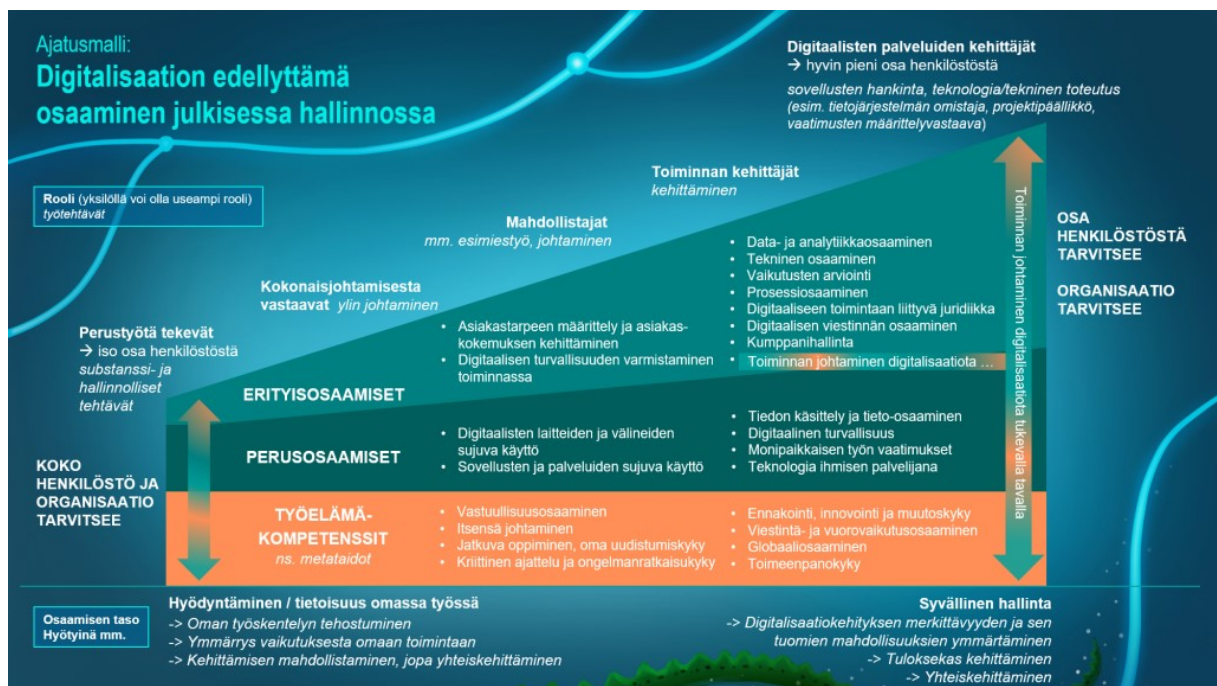 Ajatusmalli:
Digitalisaation edellyttämä
osaaminen julkisessa hallinnossa
Digitaalisten palveluiden kehittäjät
→ hyvin pieni osa henkilöstöstä
sovellusten hankinta, teknologia/tekninen toteutus
(esim. tietojärjestelmän omistaja, projektipäällikkö,
vaatimusten määrittelyvastaava)
Rooli (yksilöllä voi olla useampi rooli)
työtehtävät
Toiminnan kehittäjät
kehittäminen
Mahdollistajat
mm. esimiestyö, johtaminen
Kokonaisjohtamisesta
vastaavat ylin johtaminen
Perustyötä tekevät
→ iso osa henkilöstöstä
substanssi- ja
hallinnolliset
tehtävät
KOKO
HENKILÖSTÖ JA
ORGANISAATIO
TARVITSEE
ERITYISOSAAMISET
• Asiakastarpeen määrittely ja asiakas-
kokemuksen kehittäminen
• Digitaalisen turvallisuuden varmistaminen
toiminnassa
• Data- ja analytiikkaosaaminen
• Tekninen osaaminen
• Vaikutusten arviointi
• Prosessiosaaminen
• Digitaaliseen toimintaan liittyvä juridiikka
• Digitaalisen viestinnän osaaminen
• Kumppanihallinta
• Toiminnan johtaminen digitalisaatiota ...
PERUSOSAAMISET
• Digitaalisten laitteiden ja välineiden
sujuva käyttö
• Sovellusten ja palveluiden sujuva käyttö
• Tiedon käsittely ja tieto-osaaminen
• Digitaalinen turvallisuus
• Monipaikkaisen työn vaatimukset
• Teknologia ihmisen palvelijana
TYÖELÄMÄ-
KOMPETENSSIT
ns. metataidot
• Vastuullisuusosaaminen
• Itsensä johtaminen
• Jatkuva oppiminen, oma uudistumiskyky
• Kriittinen ajattelu ja ongelmanratkaisukyky
• Ennakointi, innovointi ja muutoskyky
• Viestintä- ja vuorovaikutusosaaminen
• Globaaliosaaminen
• Toimeenpanokyky
Toiminnan johtaminen digitalisaatiota tukevalla tavalla
OSA
HENKILÖSTÖSTÄ
TARVITSEE
ORGANISAATIO
TARVITSEE
Osaamisen taso
Hyötyinä mm.
Hyödyntäminen / tietoisuus omassa työssä
-> Oman työskentelyn tehostuminen
-> Ymmärrys vaikutuksesta omaan toimintaan
-> Kehittämisen mahdollistaminen, jopa yhteiskehittäminen
Syvällinen hallinta
-> Digitalisaatiokehityksen merkittävyyden ja sen
tuomien mahdollisuuksien ymmärtäminen
-> Tuloksekas kehittäminen
-> Yhteiskehittäminen